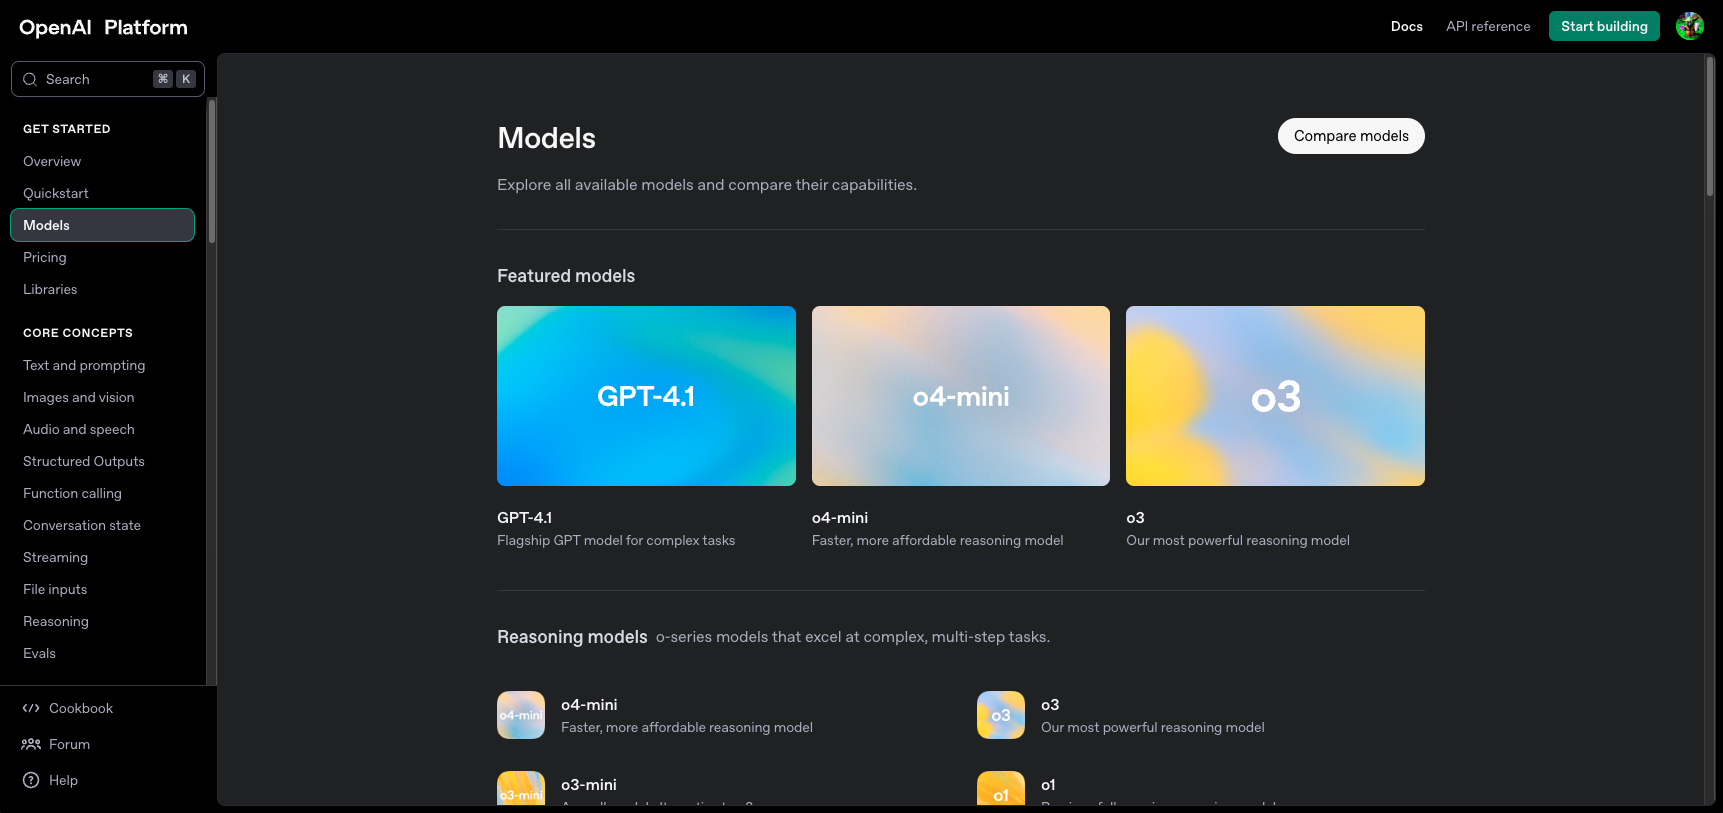 OpenAI Platform
Docs
API reference
Start building
Search
⌘ K
GET STARTED
Overview
Quickstart
Models
Pricing
Libraries
CORE CONCEPTS
Text and prompting
Images and vision
Audio and speech
Structured Outputs
Function calling
Conversation state
Streaming
File inputs
Reasoning
Evals
Cookbook
Forum
Help
Models
Compare models
Explore all available models and compare their capabilities.
Featured models
GPT-4.1
o4-mini
o3
GPT-4.1
Flagship GPT model for complex tasks
o4-mini
Faster, more affordable reasoning model
o3
Our most powerful reasoning model
Reasoning models o-series models that excel at complex, multi-step tasks.
o4-mini
o4-mini
Faster, more affordable reasoning model
o3
o3
Our most powerful reasoning model
o3-mini
o3-mini
o1
o1